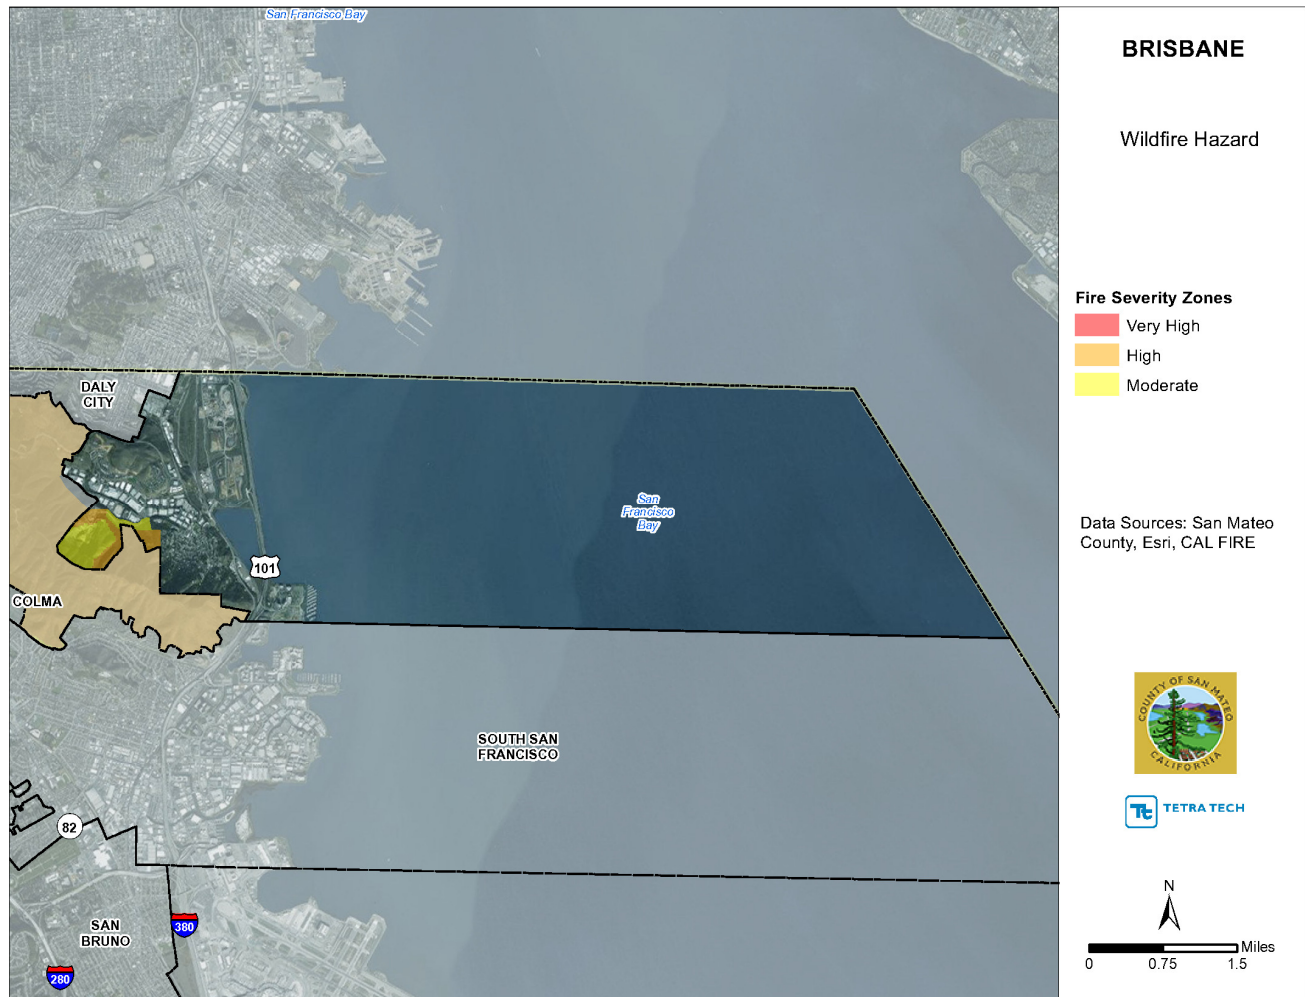 San Francisco Bay
BRISBANE
Wildfire Hazard
Fire Severity Zones
Very High
High
Moderate
DALY
CITY
San
Francisco
Bay
Data Sources: San Mateo
County, Esri, CAL FIRE
101
COLMA
COUNTY OF SAN MATEO
CALIFORNIA
SOUTH SAN
FRANCISCO
Tt
TETRA TECH
82
N
SAN
BRUNO
380
280
Miles
0 0.75 1.5